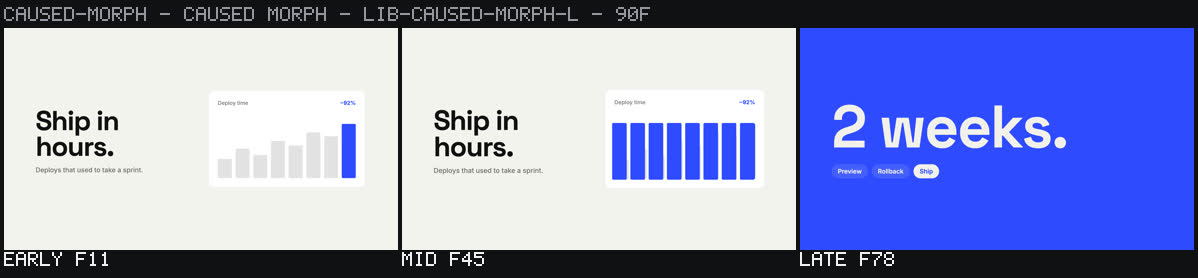 CAUSED-MORPH - CAUSED MORPH - LIB-CAUSED-MORPH-L - 90F
Ship in
hours.
Deploys that used to take a sprint.
Deploy time
-92%
Ship in
hours.
Deploys that used to take a sprint.
Deploy time
-92%
2 weeks.
Preview Rollback Ship
EARLY F11
MID F45
LATE F78